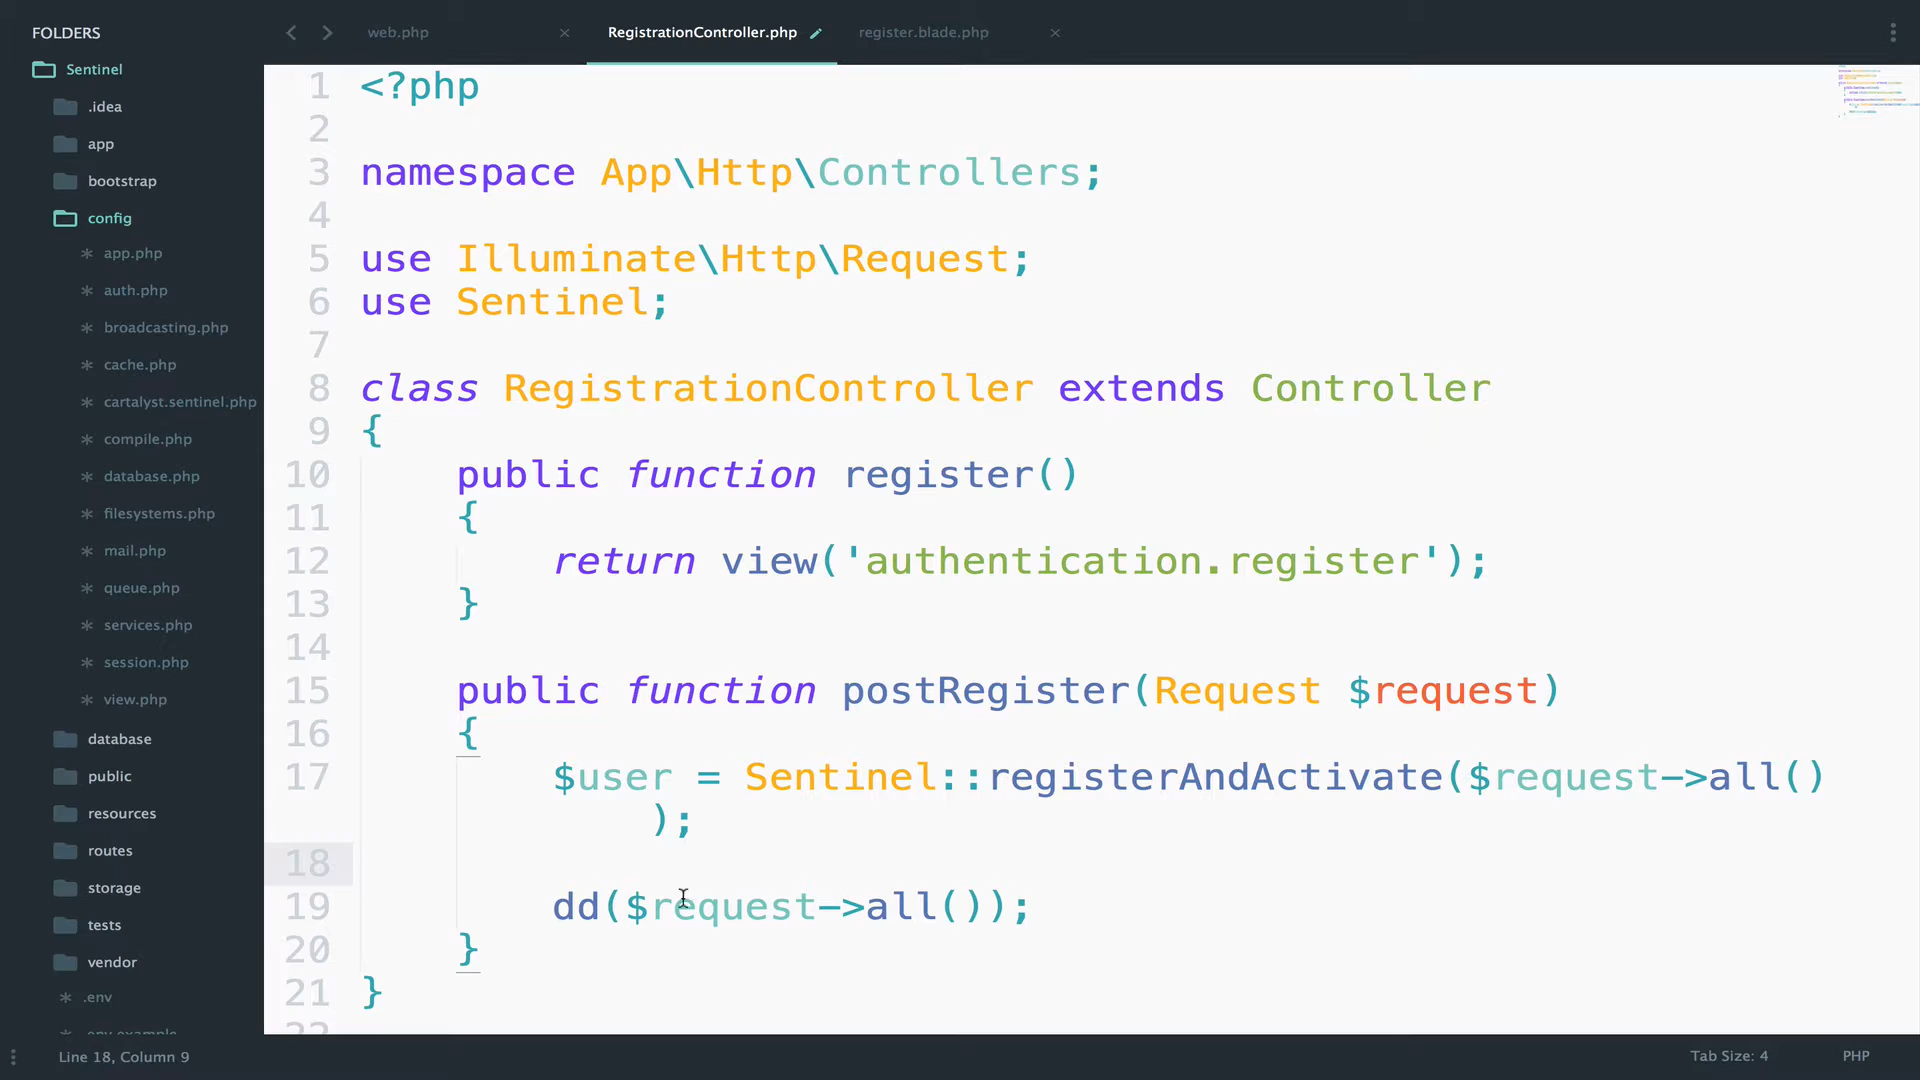 FOLDERS
Sentinel
.idea
app
bootstrap
config
app.php
auth.php
broadcasting.php
cache.php
cartalyst.sentinel.php
compile.php
database.php
filesystems.php
mail.php
queue.php
services.php
session.php
view.php
database
public
resources
routes
storage
tests
vendor
.env
.env.example
web.php
RegistrationController.php
register.blade.php
1 <?php
2
3 namespace App\Http\Controllers;
4
5 use Illuminate\Http\Request;
6 use Sentinel;
7
8 class RegistrationController extends Controller
9 {
10 public function register()
11 {
12 return view('authentication.register');
13 }
14
15 public function postRegister(Request $request)
16 {
17 $user = Sentinel::registerAndActivate($request->all()
);
18
19 dd($request->all());
20 }
21 }
22
Line 18, Column 9
Tab Size: 4
PHP